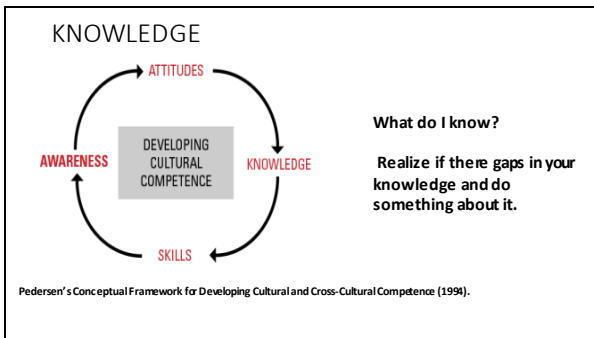 KNOWLEDGE
ATTITUDES
AWARENESS
DEVELOPING
CULTURAL
COMPETENCE
KNOWLEDGE
SKILLS
What do I know?
Realize if there gaps in your
knowledge and do
something about it.
Pedersen's Conceptual Framework for Developing Cultural and Cross-Cultural Competence (1994).